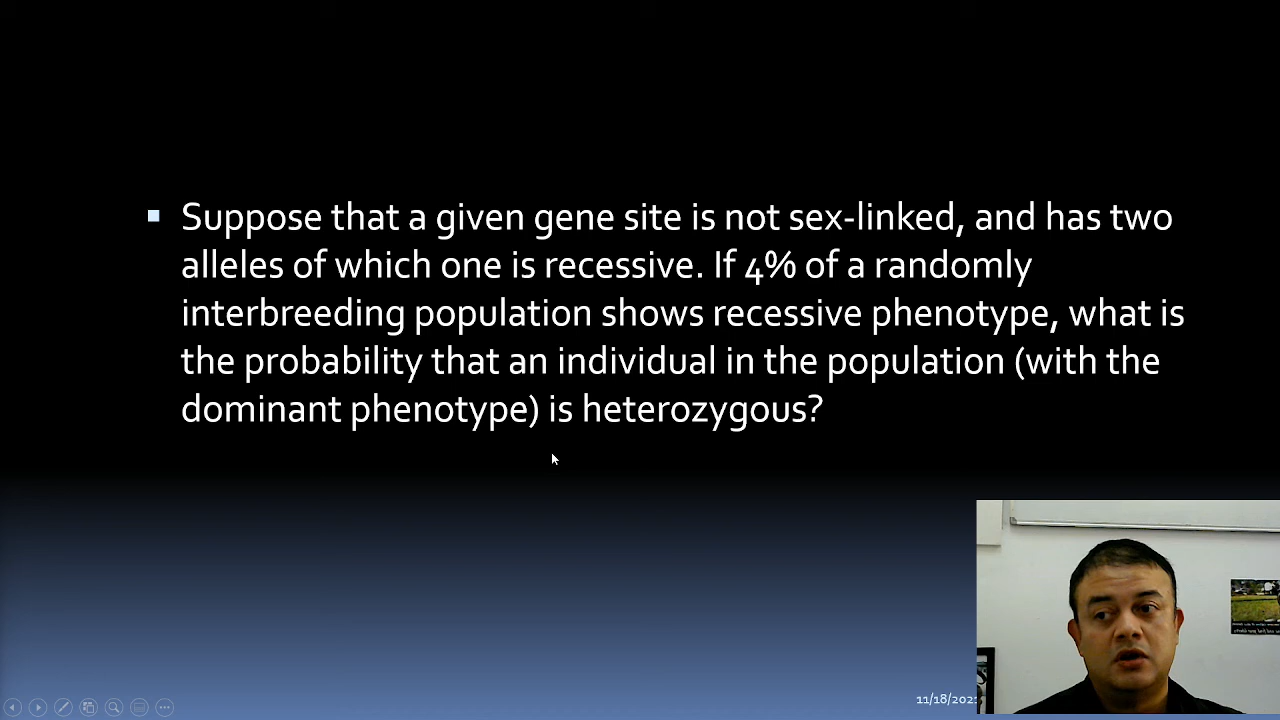 Suppose that a given gene site is not sex-linked, and has two
alleles of which one is recessive. If 4% of a randomly
interbreeding population shows recessive phenotype, what is
the probability that an individual in the population (with the
dominant phenotype) is heterozygous?